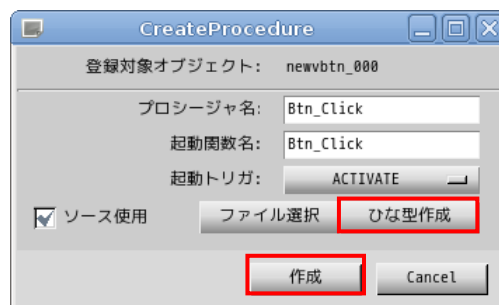 CreateProcedure
登録対象オブジェクト: newvbtn_000
プロシージャ名: Btn_Click
起動関数名: Btn_Click
起動トリガ: ACTIVATE
ソース使用 ファイル選択 ひな型作成
作成 Cancel